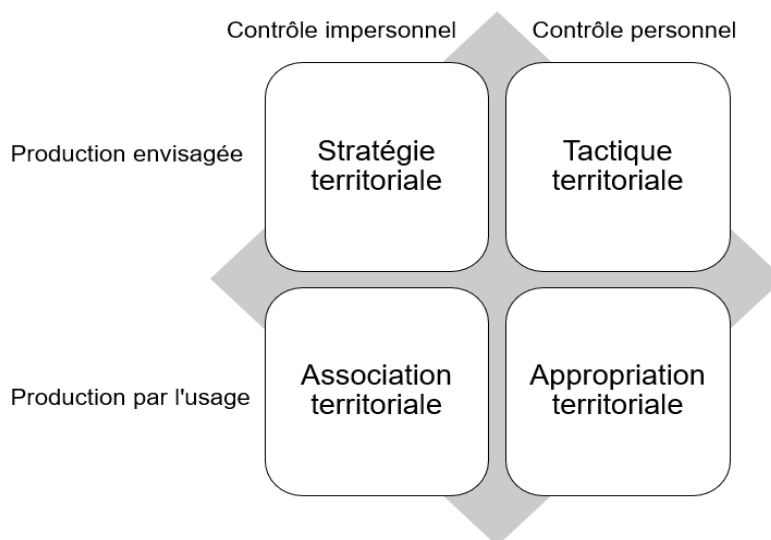 Contrôle impersonnel
Contrôle personnel
Production envisagée
Stratégie
territoriale
Tactique
territoriale
Production par l'usage
Association
territoriale
Appropriation
territoriale